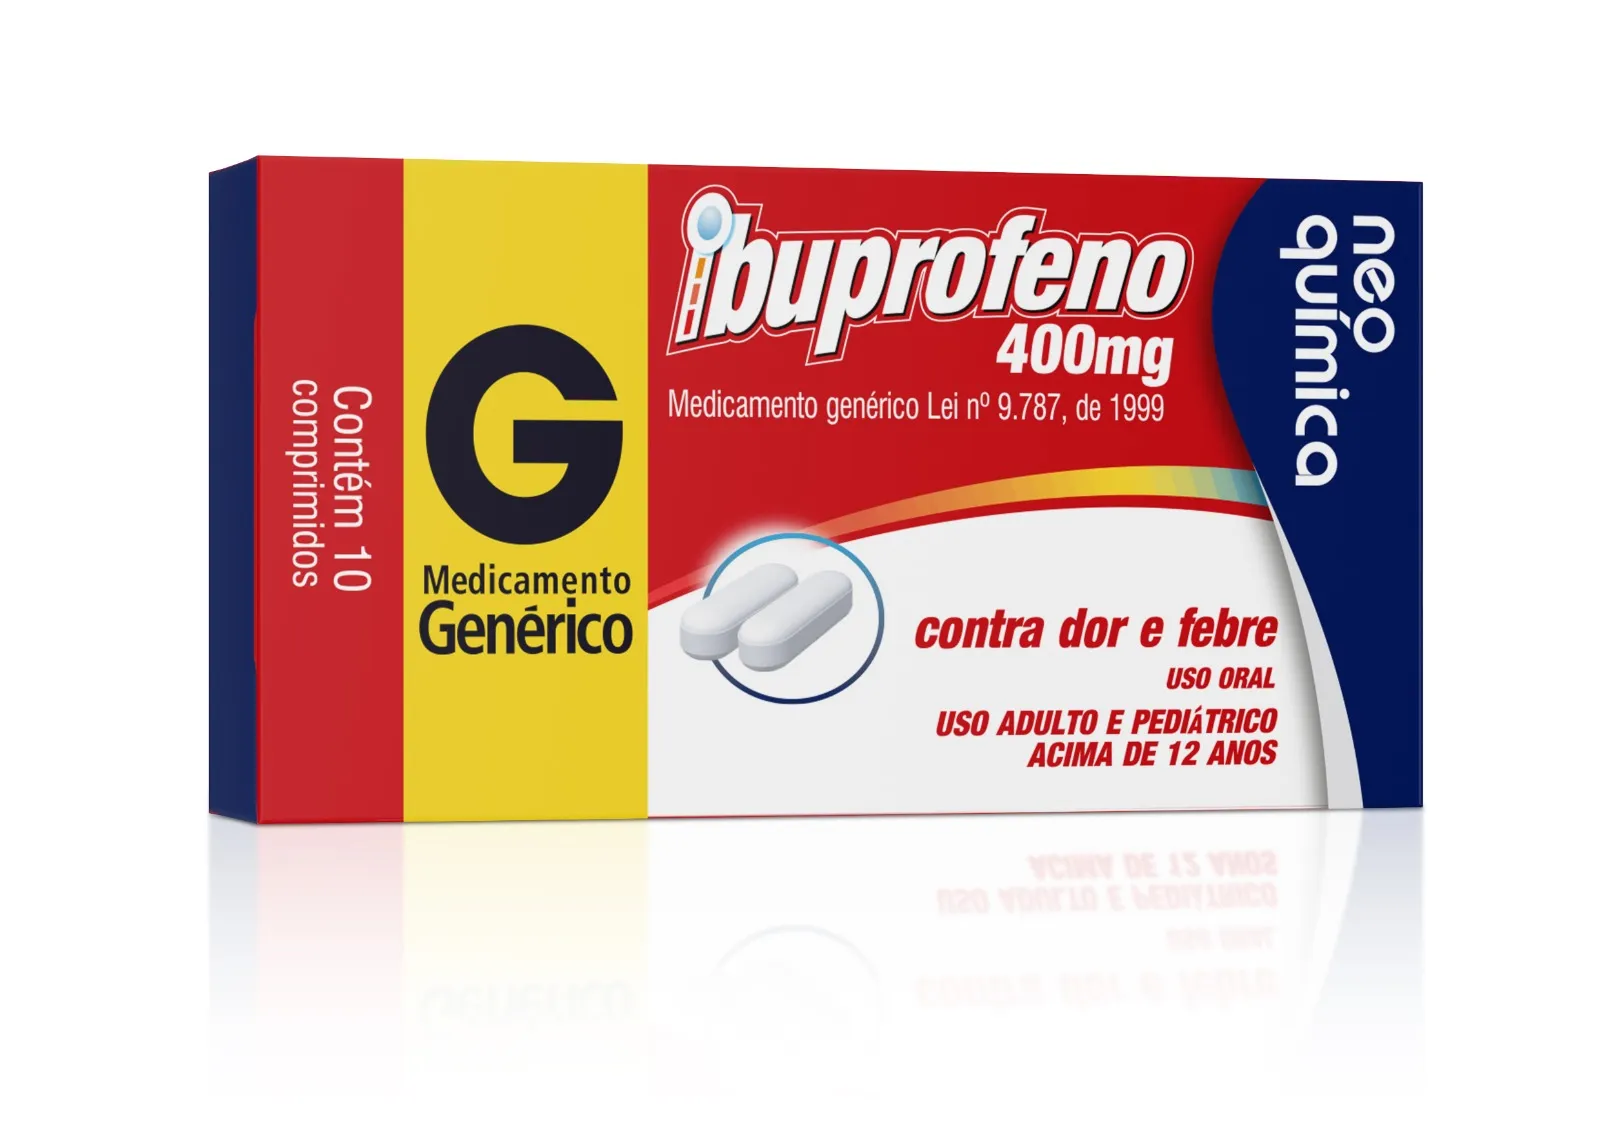 Contém 10
comprimidos
G
Medicamento
Genérico
ibuprofeno
400mg
Medicamento genérico Lei nº 9.787, de 1999
contra dor e febre
USO ORAL
USO ADULTO E PEDIÁTRICO
ACIMA DE 12 ANOS
neo
química